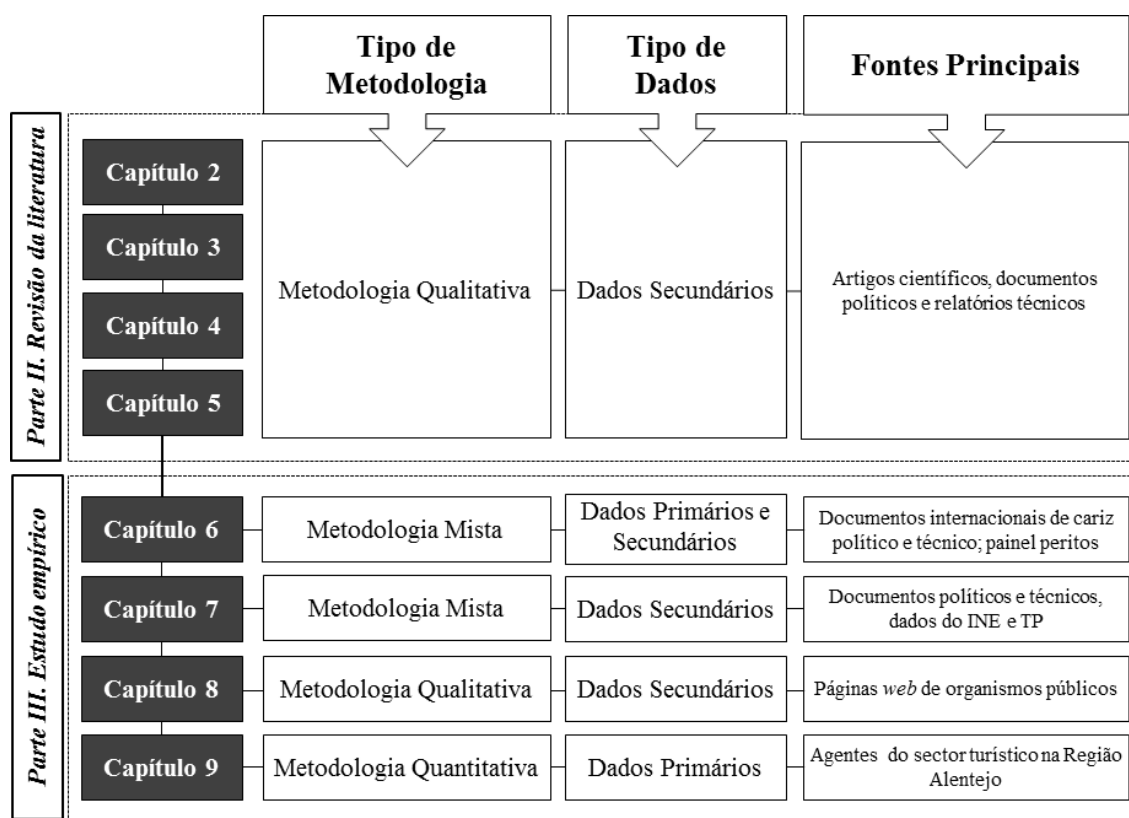 Tipo de
Metodologia
Tipo de
Dados
Fontes Principais
Parte II. Revisão da literatura
Capítulo 2
Capítulo 3
Capítulo 4
Capítulo 5
Metodologia Qualitativa
Dados Secundários
Artigos científicos, documentos
políticos e relatórios técnicos
Parte III. Estudo empírico
Capítulo 6
Metodologia Mista
Dados Primários e
Secundários
Documentos internacionais de cariz
político e técnico; painel peritos
Capítulo 7
Metodologia Mista
Dados Secundários
Documentos políticos e técnicos,
dados do INE e TP
Capítulo 8
Metodologia Qualitativa
Dados Secundários
Páginas web de organismos públicos
Capítulo 9
Metodologia Quantitativa
Dados Primários
Agentes do sector turístico na Região
Alentejo